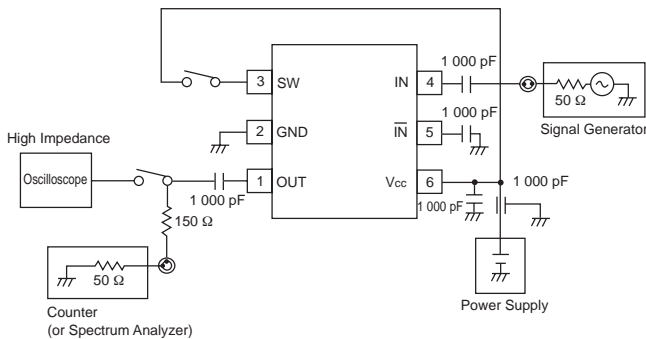 1 000 pF
3 SW IN 4
50 Ω
1 000 pF
Signal Generator
2 GND IN 5
High Impedance
Oscilloscope
1 OUT Vcc 6
1 000 pF
1 000 pF
1 000 pF
150 Ω
50 Ω
Counter
(or Spectrum Analyzer)
Power Supply